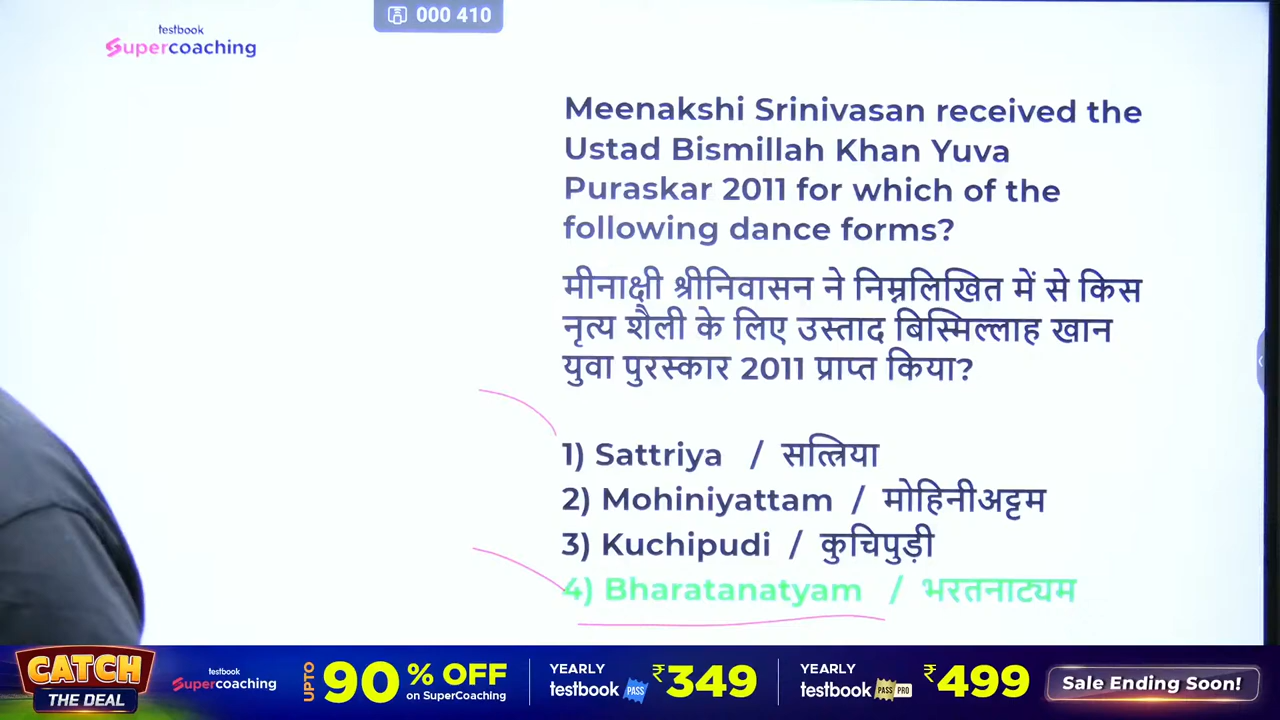 testbook
Supercoaching
000 410
Meenakshi Srinivasan received the
Ustad Bismillah Khan Yuva
Puraskar 2011 for which of the
following dance forms?
मीनाक्षी श्रीनिवासन ने निम्नलिखित में से किस
नृत्य शैली के लिए उस्ताद बिस्मिल्लाह खान
युवा पुरस्कार 2011 प्राप्त किया?
1) Sattriya / सत्त्रिया
2) Mohiniyattam / मोहिनीअट्टम
3) Kuchipudi / कुचिपुड़ी
4) Bharatanatyam / भरतनाट्यम
CATCH
THE DEAL
testbook
Supercoaching
UPTO 90% OFF
on SuperCoaching
YEARLY
testbook PASS
₹349
YEARLY
testbook PASS PRO
₹499
Sale Ending Soon!